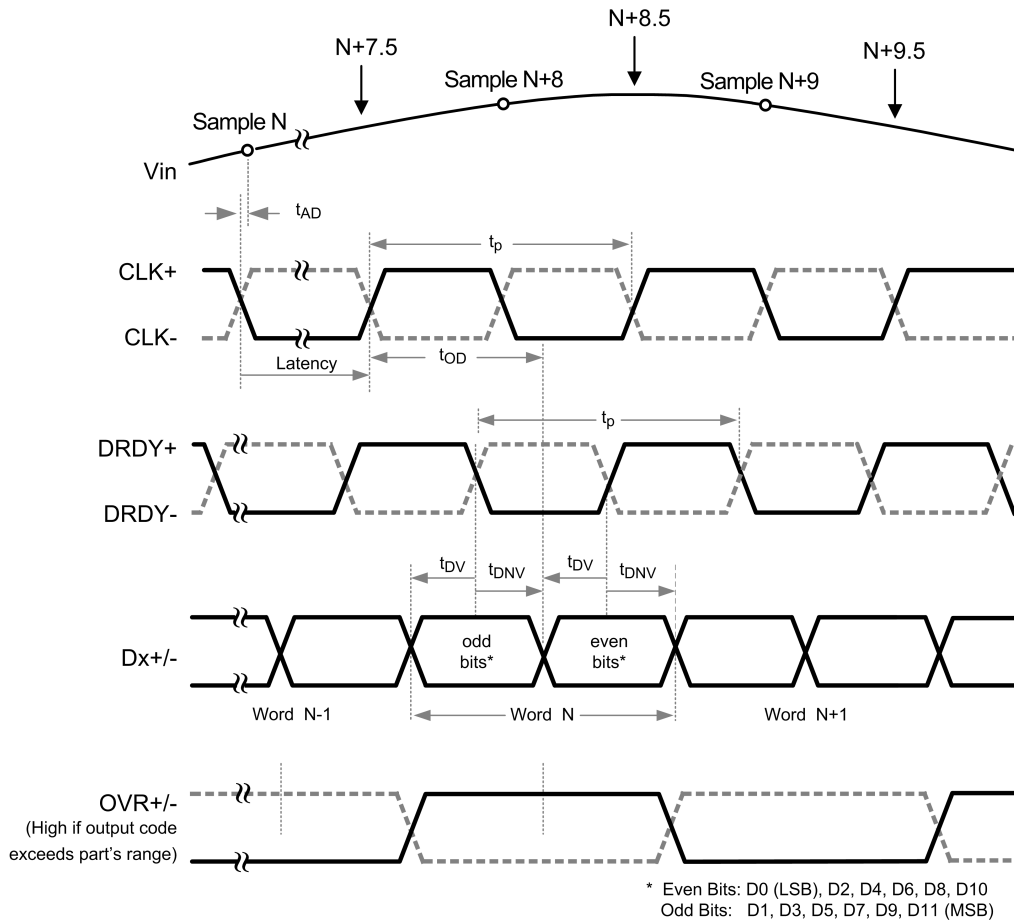 N+8.5
N+7.5
N+9.5
Sample N+8
Sample N+9
Sample N
Vin
tAD
tp
CLK+
CLK-
Latency
tOD
tp
DRDY+
DRDY-
tDV
tDNV
tDV
tDNV
odd
bits*
even
bits*
Dx+/-
Word N-1
Word N
Word N+1
OVR+/-
(High if output code
exceeds part's range)
* Even Bits: D0 (LSB), D2, D4, D6, D8, D10
Odd Bits: D1, D3, D5, D7, D9, D11 (MSB)